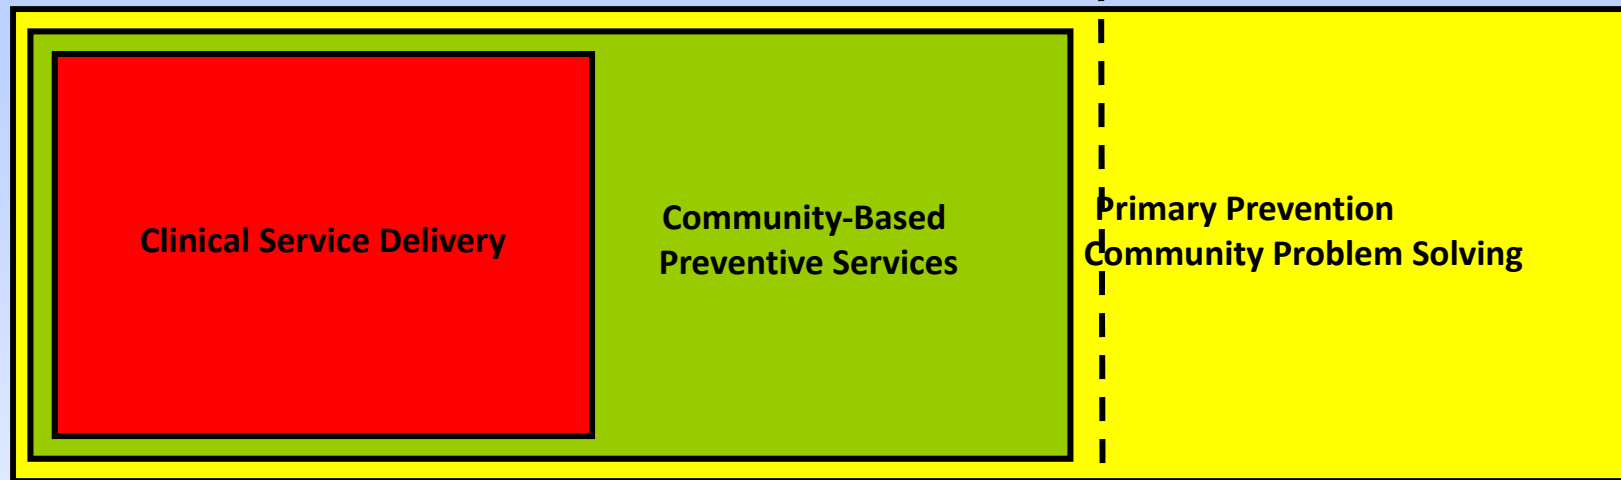 Clinical Service Delivery
Community-Based
Preventive Services
Primary Prevention
Community Problem Solving